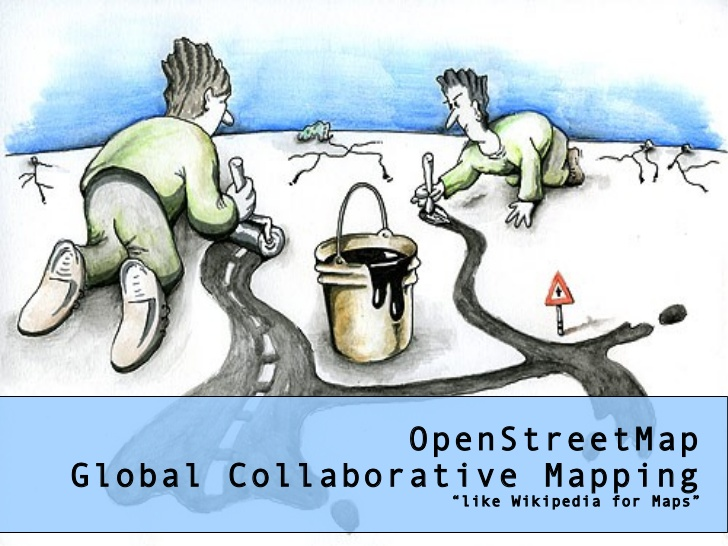 OpenStreetMap
Global Collaborative Mapping
“like Wikipedia for Maps”